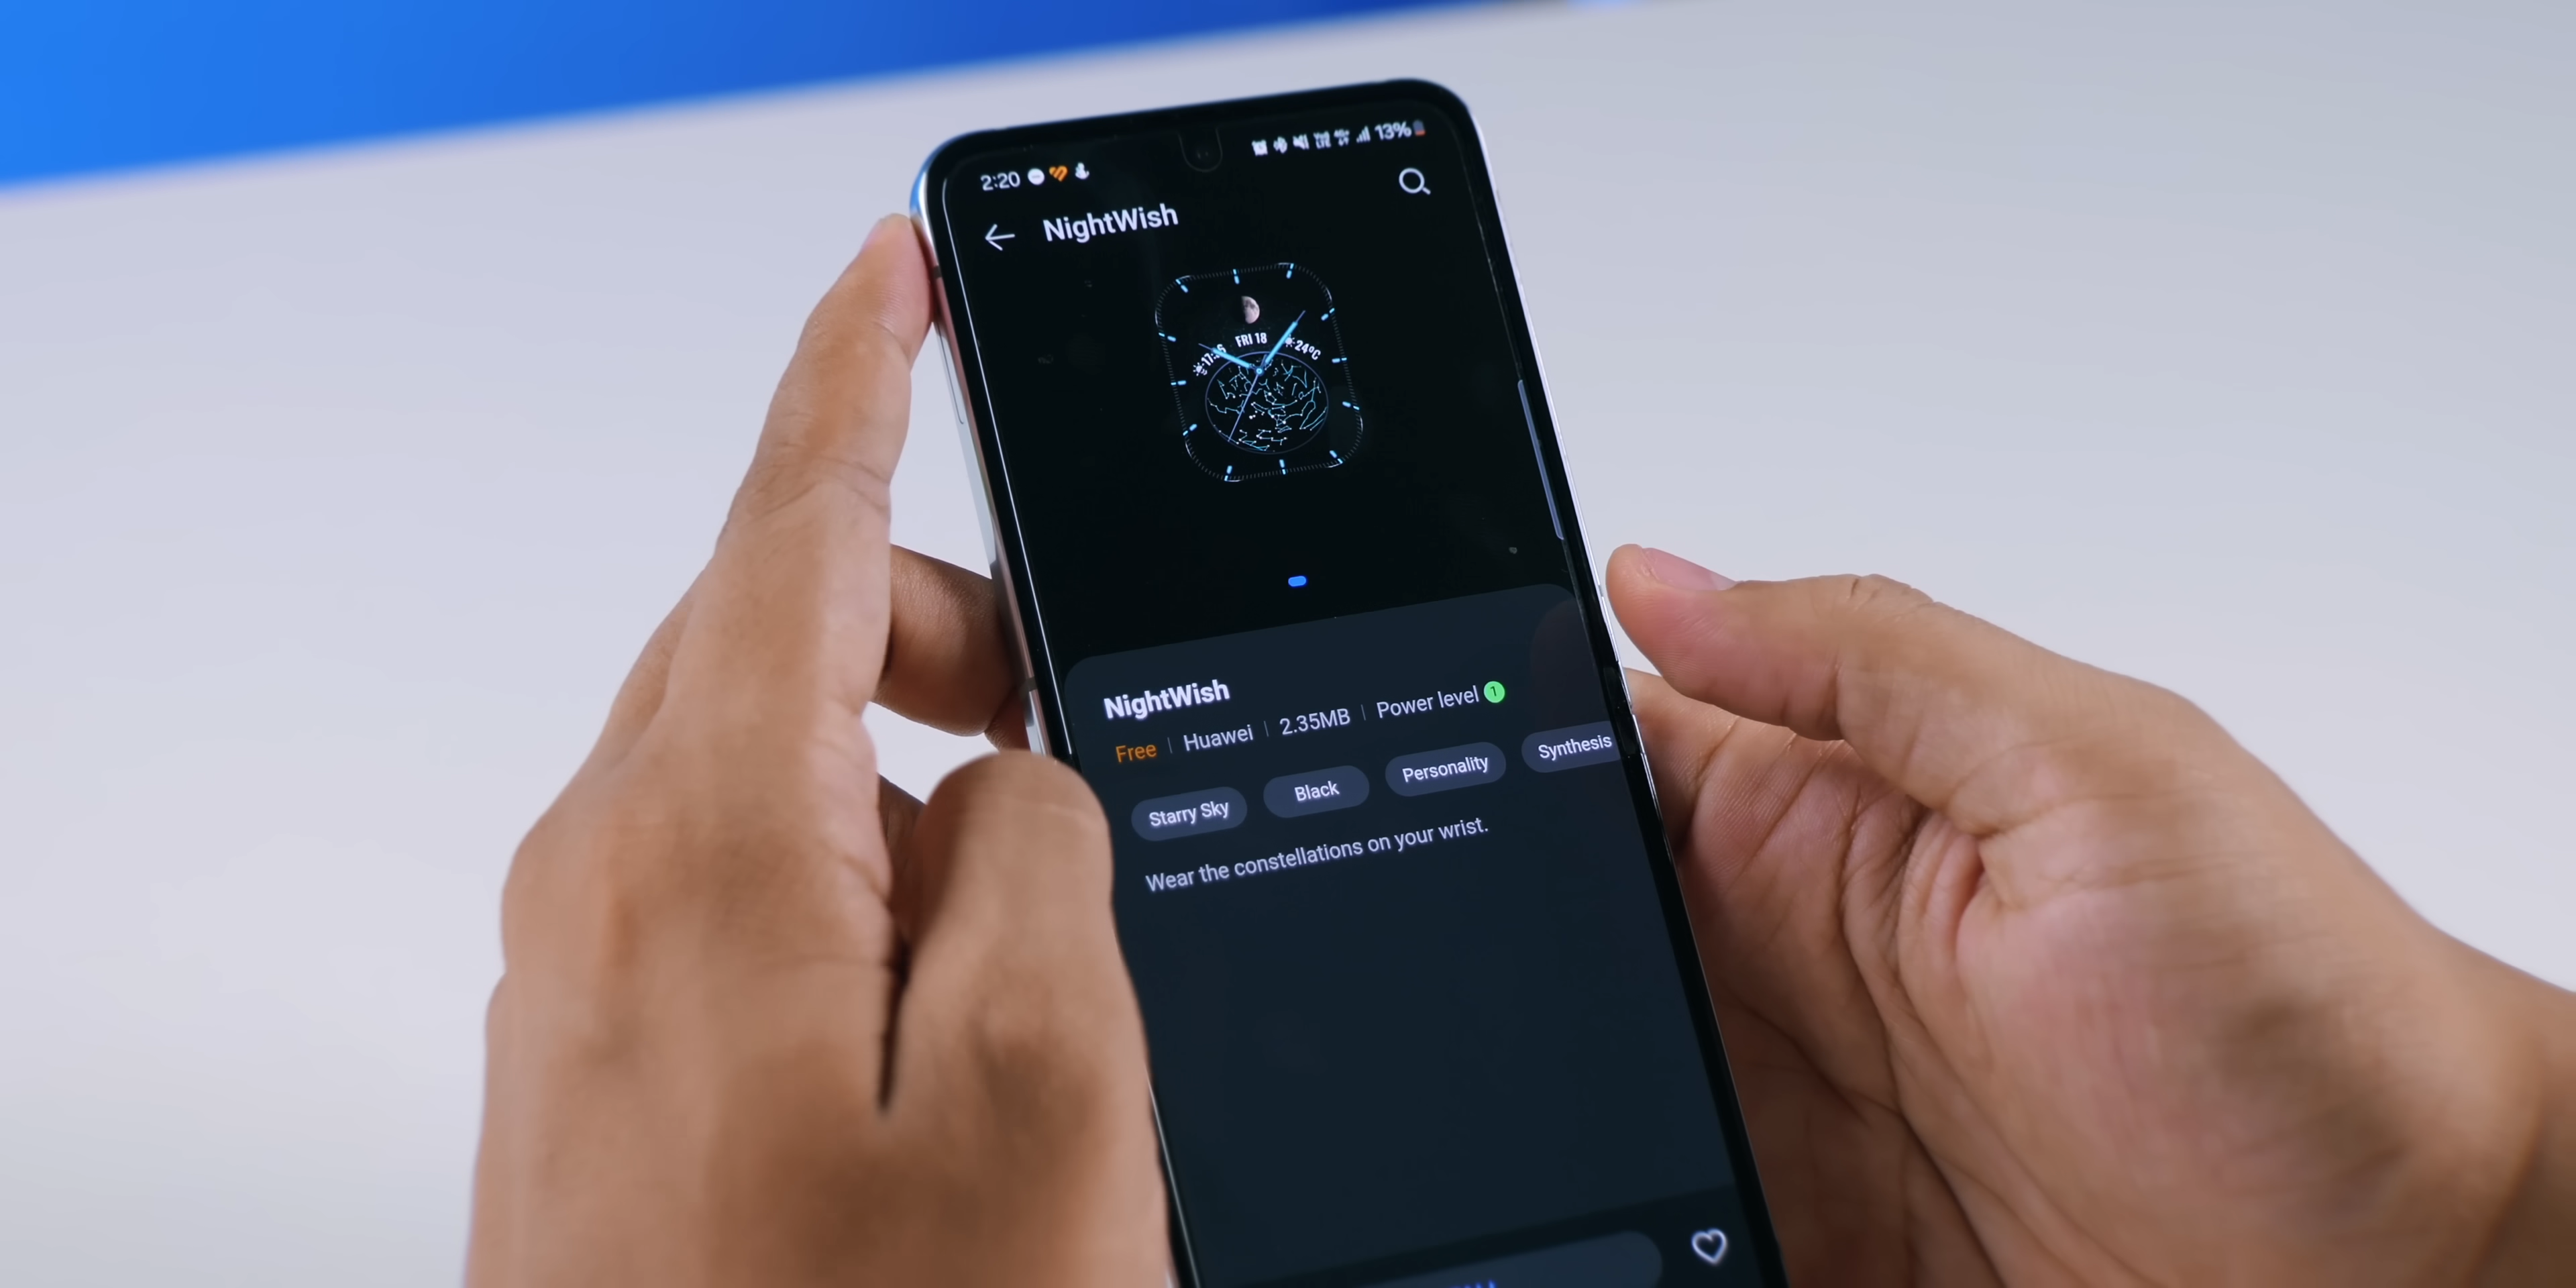 2:20 13%
NightWish
FRI 18
24°C
NightWish
Free | Huawei | 2.35MB | Power level 1
Starry Sky Black Personality Synthesis
Wear the constellations on your wrist.